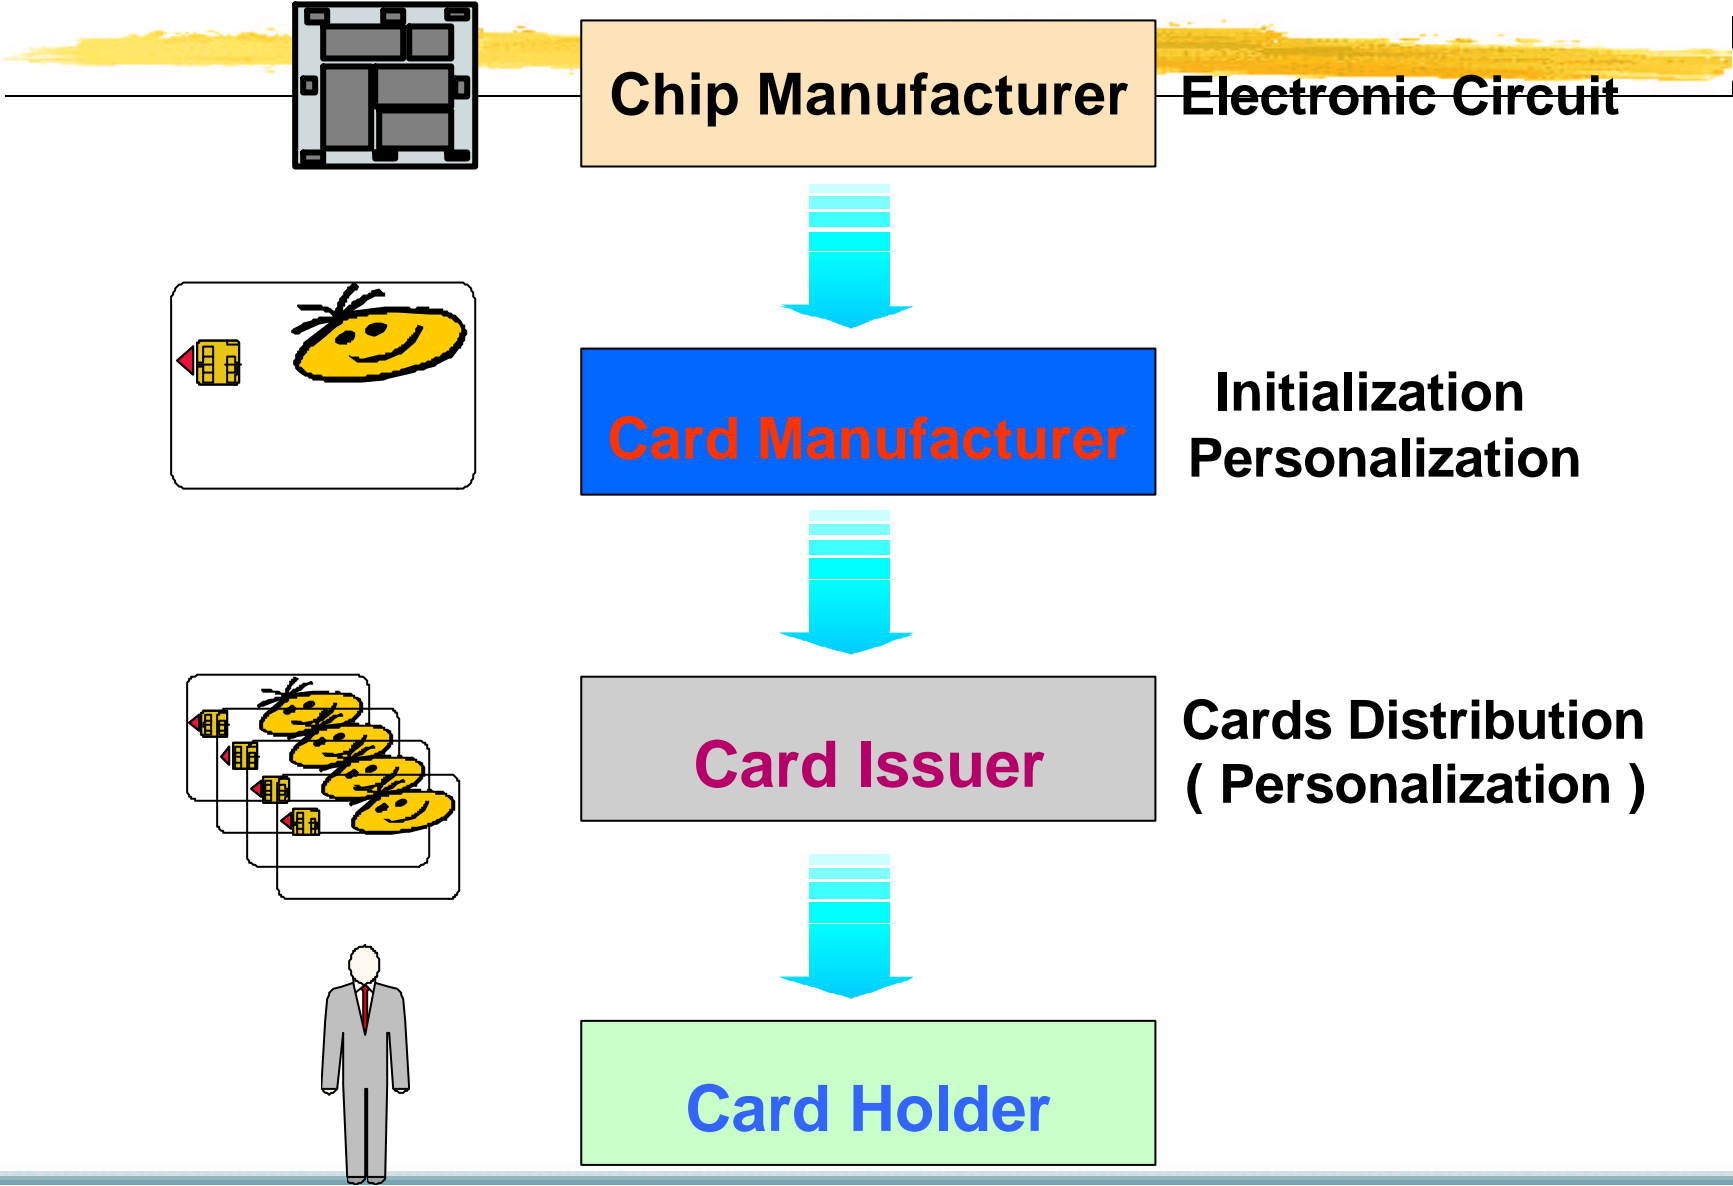 Chip Manufacturer
Electronic Circuit
Card Manufacturer
Initialization
Personalization
Card Issuer
Cards Distribution
( Personalization )
Card Holder